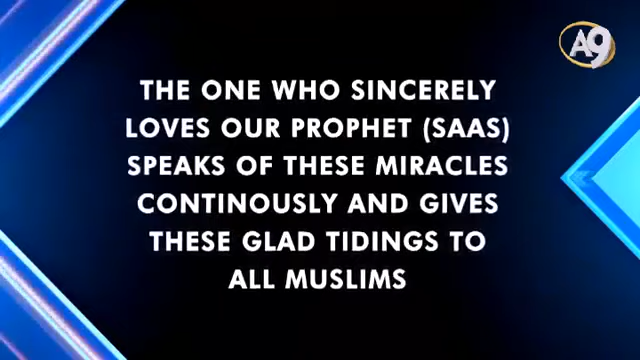 A9
THE ONE WHO SINCERELY
LOVES OUR PROPHET (SAAS)
SPEAKS OF THESE MIRACLES
CONTINOUSLY AND GIVES
THESE GLAD TIDINGS TO
ALL MUSLIMS